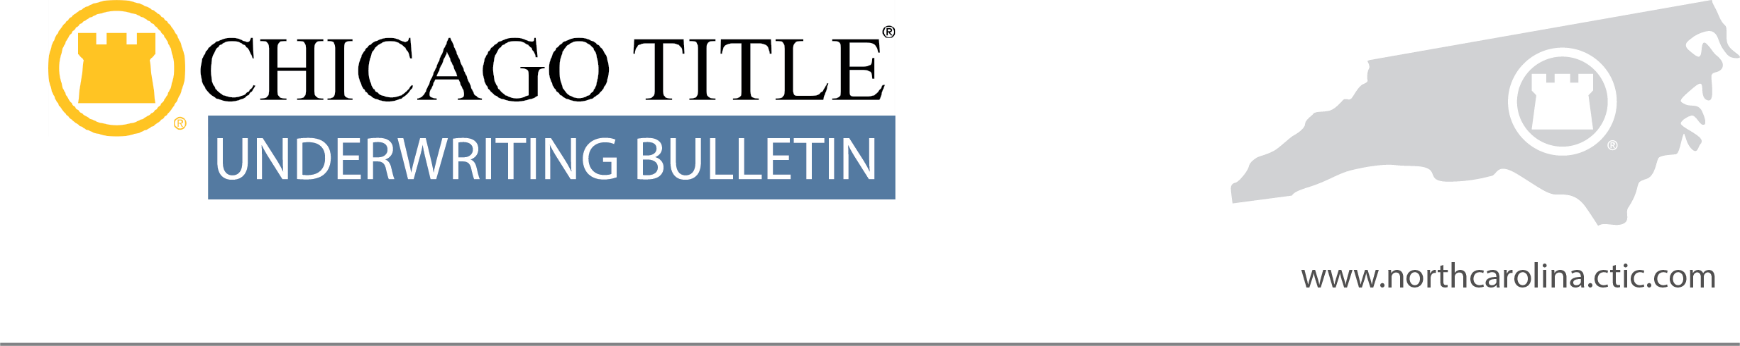 CHICAGO TITLE®
®
UNDERWRITING BULLETIN
®
www.northcarolina.ctic.com